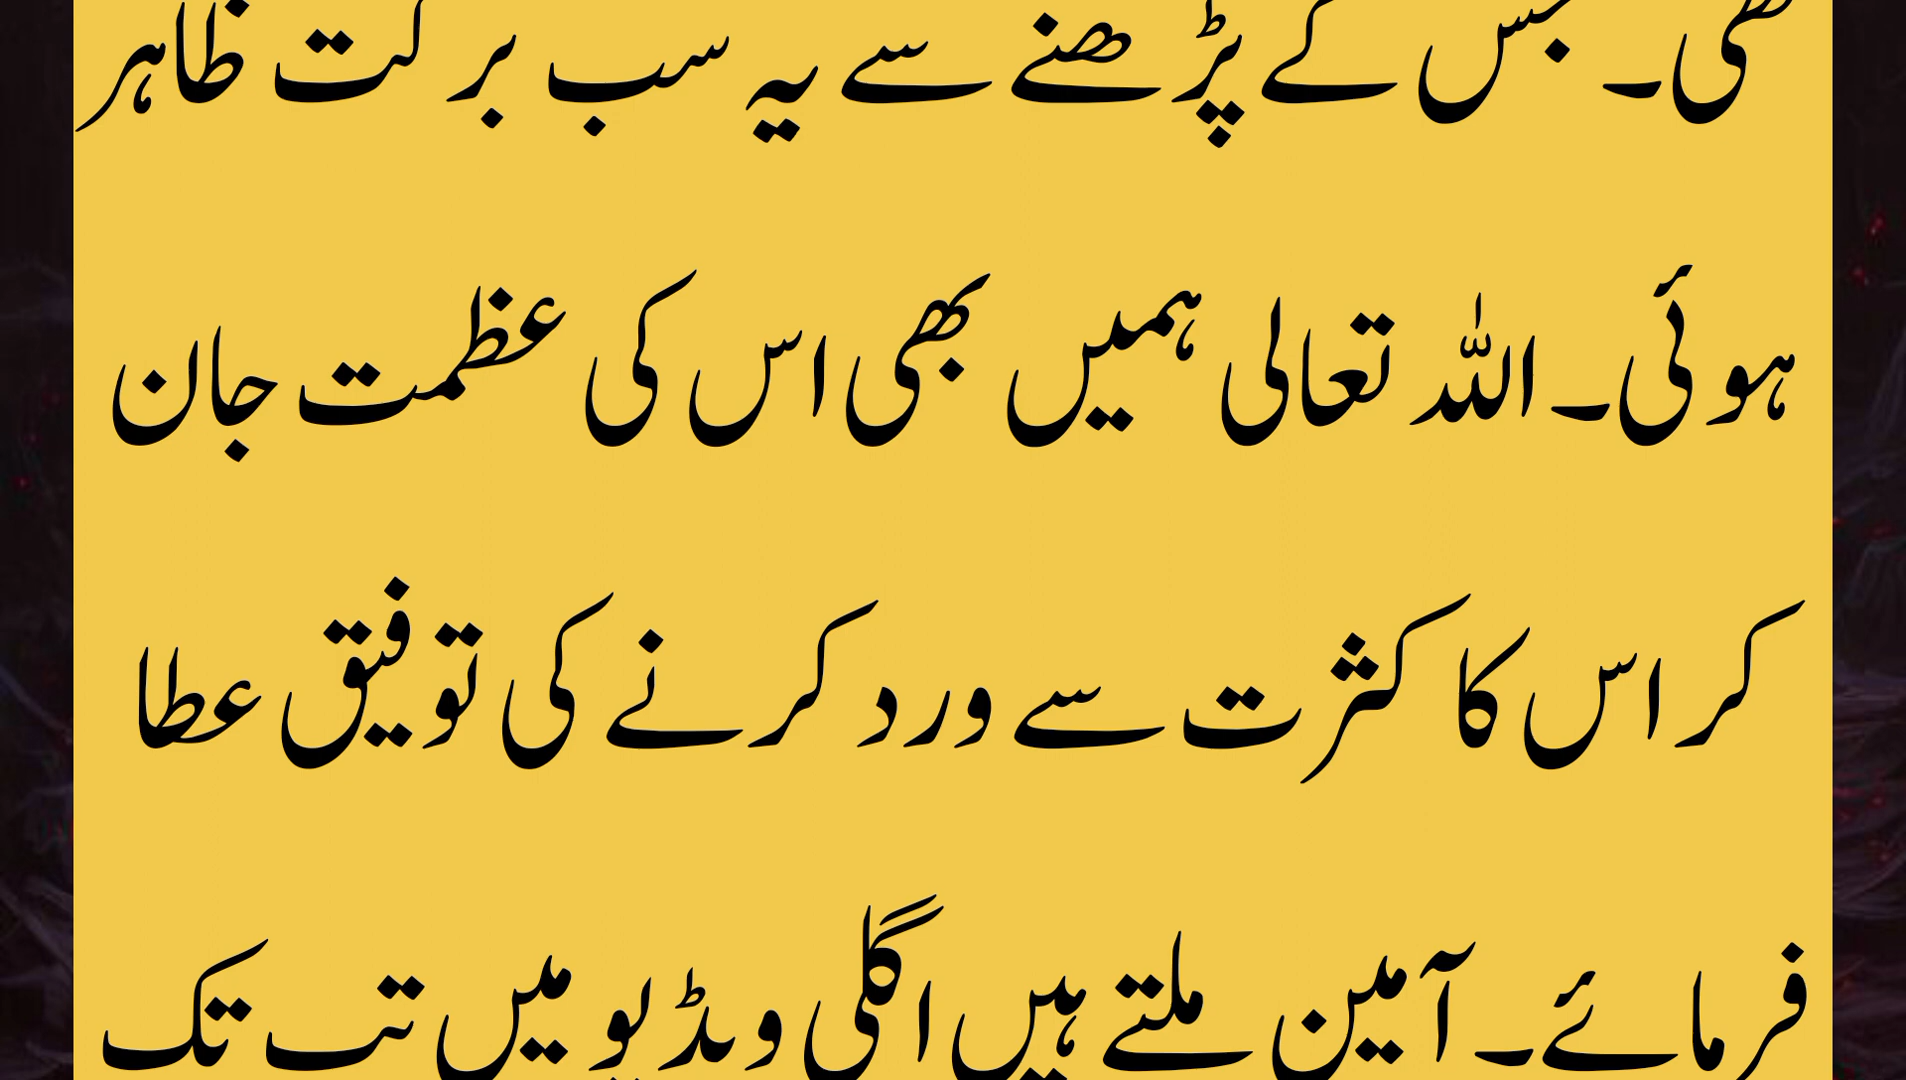 تھی۔ جس کے پڑھنے سے یہ سب برکت ظاہر
ہوئی۔ اللہ تعالی ہمیں بھی اس کی عظمت جان
کر اس کا کثرت سے ورد کرنے کی توفیق عطا
فرمائے۔ آمین ملتے ہیں اگلی ویڈیو میں تب تک